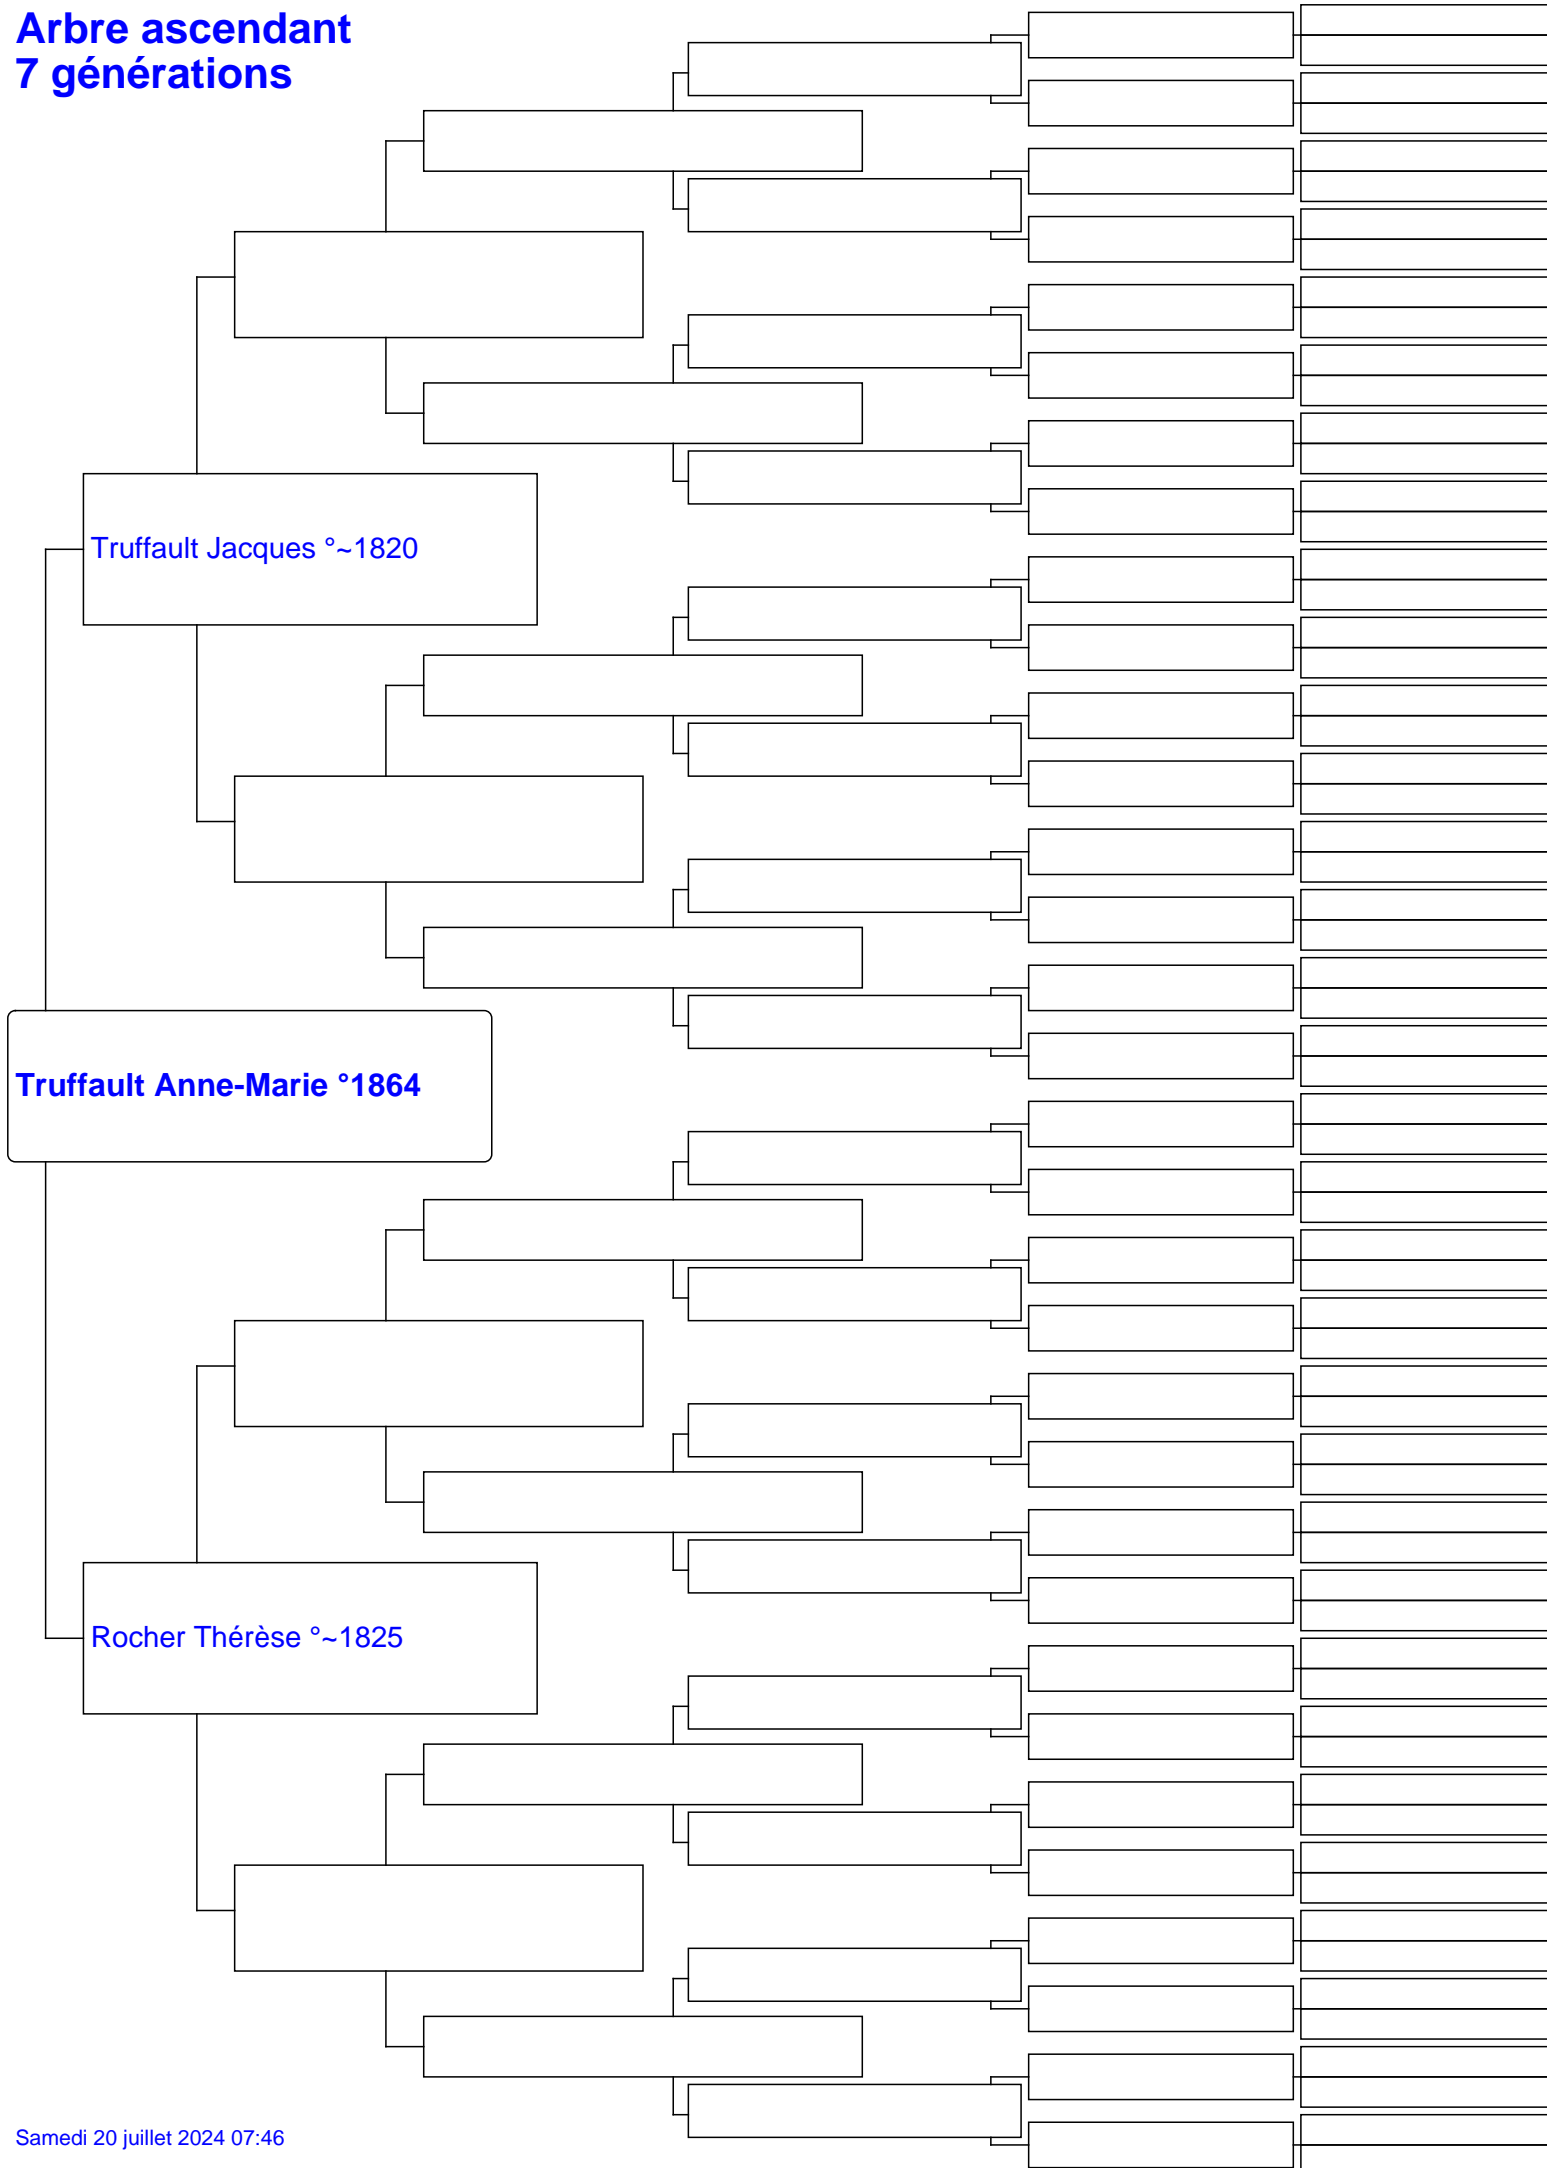 Arbre ascendant
7 générations
Truffault Jacques °~1820
Truffault Anne-Marie °1864
Rocher Thérèse °~1825
Samedi 20 juillet 2024 07:46